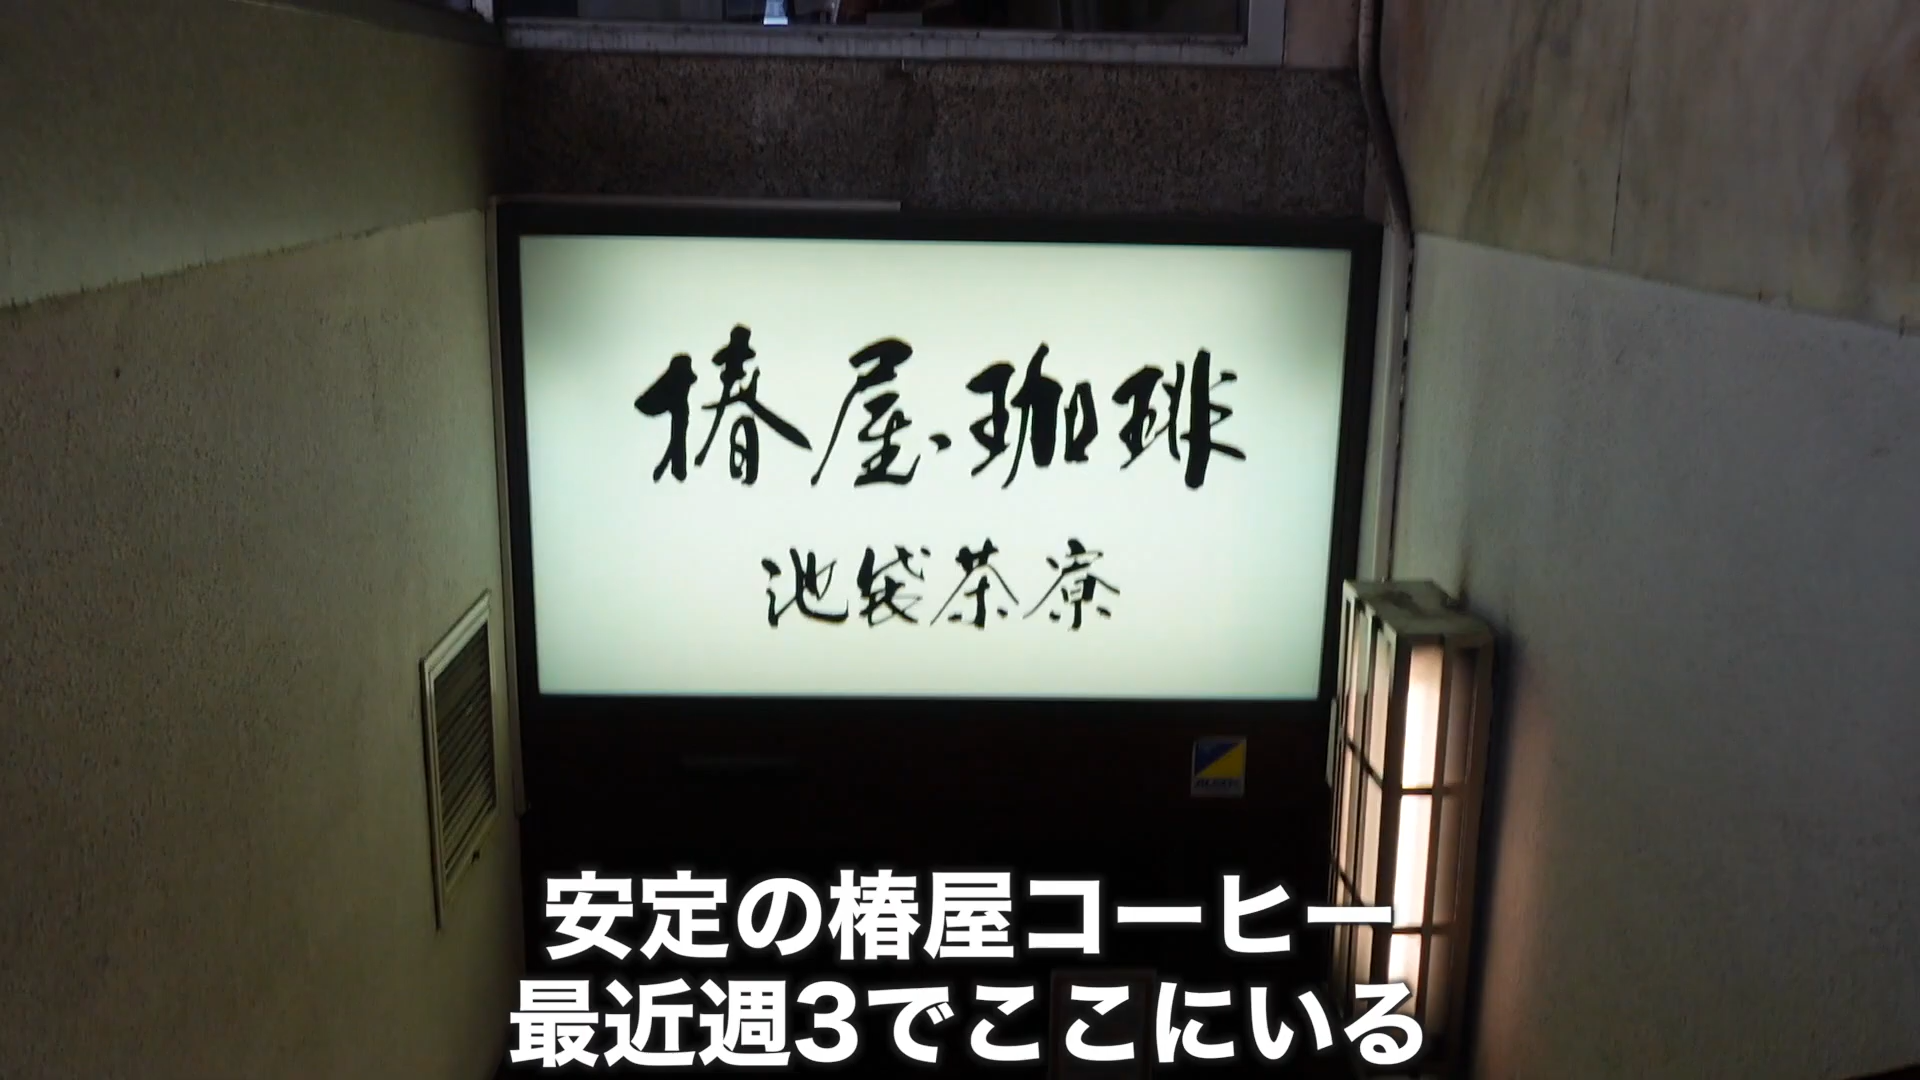 椿屋珈琲
池袋茶寮
安定の椿屋コーヒー
最近週3でここにいる